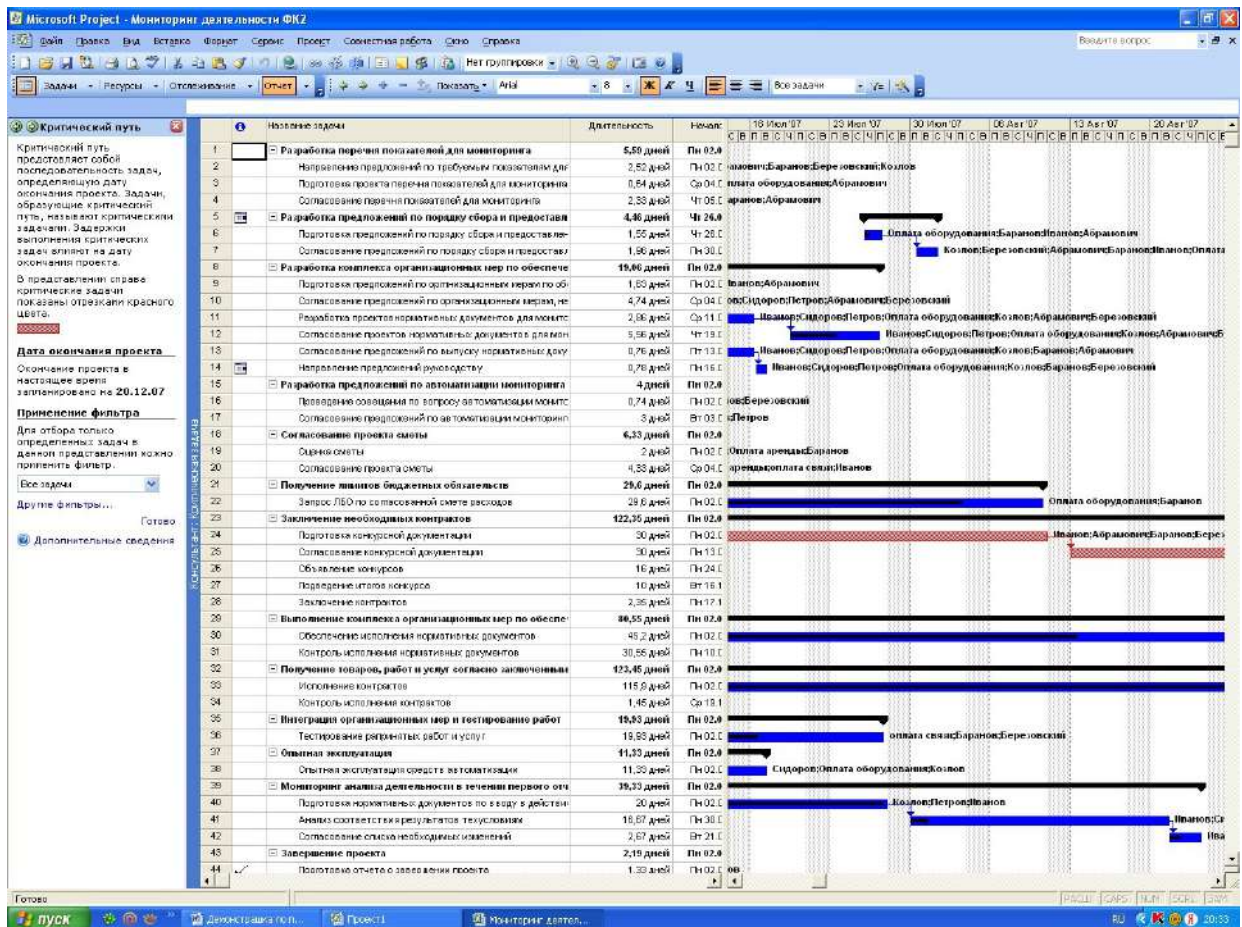 Microsoft Project - Мониторинг деятельности ФК2
Файл Правка Вид Вставка Формат Сервис Проект Совместная работа Окно Справка Введите вопрос
Нет группировки
Задачи Ресурсы Отслеживание Отчет Показать Arial 8 Ж К Ч Все задачи
Критический путь
Критический путь
представляет собой
последовательность задач,
определяющую дату
окончания проекта. Задачи,
образующие критический
путь, называют критическими
задачами. Задержки
выполнения критических
задач влияют на дату
окончания проекта.
В представлении справа
критические задачи
показаны отрезками красного
цвета.
Дата окончания проекта
Окончание проекта в
настоящее время
запланировано на 20.12.07
Применение фильтра
Для отбора только
определенных задач в
данном представлении можно
применить фильтр.
Все задачи
Другие фильтры...
Готово
Дополнительные сведения
Название задачи Длительность Начал 16 Июл '07 23 Июл '07 30 Июл '07 06 Авг '07 13 Авг '07 20 Авг '07
1 Разработка перечня показателей для мониторинга 5,59 дней Пн 02.0
2 Направление предложений по требуемым показателям для 2,52 дней Пн 02.0 Баранов;Березовский;Козлов
3 Подготовка проекта перечня показателей для мониторинга 0,64 дней Ср 04.0 плата оборудования;Абрамович
4 Согласование перечня показателей для мониторинга 2,33 дней Чт 05.0 аранов;Абрамович
5 Разработка предложений по порядку сбора и предоставл 4,46 дней Чт 26.0
6 Подготовка предложений по порядку сбора и предоставле 1,55 дней Чт 26.0 Оплата оборудования;Баранов;Иванов;Абрамович
7 Согласование предложений по порядку сбора и предостав 1,96 дней Пн 30.0 Козлов;Березовский;Абрамович;Баранов;Иванов;Оплата
8 Разработка комплекса организационных мер по обеспече 19,06 дней Пн 02.0
9 Подготовка предложений по организационным мерам по об 1,63 дней Пн 02.0 Иванов;Абрамович
10 Согласование предложений по организационным мерам, не 4,74 дней Ср 04.0 ов;Сидоров;Петров;Абрамович;Березовский
11 Разработка проектов нормативных документов для монито 2,86 дней Ср 11.0 Иванов;Сидоров;Петров;Оплата оборудования;Козлов;Абрамович;Березовский
12 Согласование проектов нормативных документов для мон 5,56 дней Чт 19.0 Иванов;Сидоров;Петров;Оплата оборудования;Козлов;Абрамович;Б
13 Согласование предложений по выпуску нормативных доку 0,76 дней Пт 13.0 Иванов;Сидоров;Петров;Оплата оборудования;Козлов;Баранов;Абрамович
14 Направление предложений руководству 0,78 дней Пн 16.0 Иванов;Сидоров;Петров;Оплата оборудования;Козлов;Баранов;Березовский
15 Разработка предложений по автоматизации мониторинга 4 дней Пн 02.0
16 Проведение совещания по вопросу автоматизации монито 0,74 дней Пн 02.0 ов;Березовский
17 Согласование предложений по автоматизации мониторинг 3 дней Вт 03.0 ;Петров
18 Согласование проекта сметы 6,33 дней Пн 02.0
19 Оценка сметы 2 дней Пн 02.0 ;Оплата аренды;Баранов
20 Согласование проекта сметы 4,33 дней Ср 04.0 аренды;оплата связи;Иванов
21 Получение лимитов бюджетных обязательств 29,6 дней Пн 02.0
22 Запрос ЛБО по согласованной смете расходов 29,6 дней Пн 02.0 Оплата оборудования;Баранов
23 Заключение необходимых контрактов 122,35 дней Пн 02.0
24 Подготовка конкурсной документации 30 дней Пн 02.0 Иванов;Абрамович;Баранов;Берез
25 Согласование конкурсной документации 30 дней Пн 13.0
26 Объявление конкурсов 16 дней Пн 24.0
27 Подведение итогов конкурса 10 дней Вт 16.1
28 Заключение контрактов 2,35 дней Пн 17.1
29 Выполнение комплекса организационных мер по обеспе 80,55 дней Пн 02.0
30 Обеспечение исполнения нормативных документов 45,2 дней Пн 02.0
31 Контроль исполнения нормативных документов 30,55 дней Пн 10.0
32 Получение товаров, работ и услуг согласно заключенным 123,45 дней Пн 02.0
33 Исполнение контрактов 115,9 дней Пн 02.0
34 Контроль исполнения контрактов 1,45 дней Ср 19.1
35 Интеграция организационных мер и тестирование работ 19,93 дней Пн 02.0
36 Тестирование рапринятых работ и услуг 19,93 дней Пн 02.0 оплата связи;Баранов;Березовский
37 Опытная эксплуатация 11,33 дней Пн 02.0
38 Опытная эксплуатация средств автоматизации 11,33 дней Пн 02.0 Сидоров;Оплата оборудования;Козлов
39 Мониторинг анализа деятельности в течении первого отч 39,33 дней Пн 02.0
40 Подготовка нормативных документов по вводу в действи 20 дней Пн 02.0 Козлов;Петров;Иванов
41 Анализ соответствия результатов техусловиям 16,67 дней Пн 30.0 Иванов;Си
42 Согласование списка необходимых изменений 2,67 дней Вт 21.0 Ива
43 Завершение проекта 2,19 дней Пн 02.0
44 Подготовка отчета о завершении проекта 1,33 дней Пн 02.0 ов
Консультант: Критическая задача
Готово РАСШ CAPS NUM SCRL ЗАМ
пуск Демонстрашка по п... Проект1 Мониторинг деятел... RU 20:33